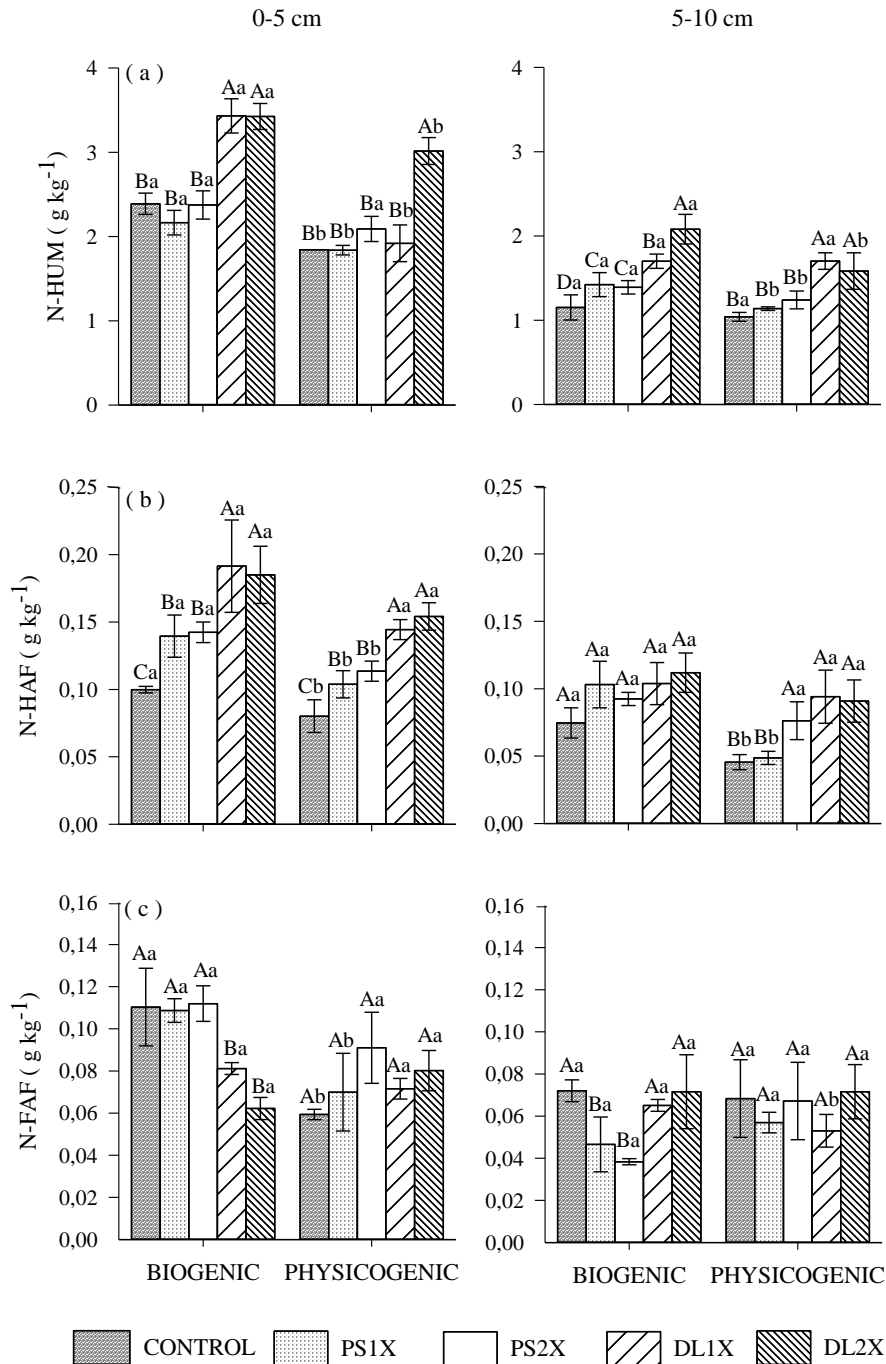 0-5 cm
5-10 cm
( a )
N-HUM ( g kg⁻¹)
4
3
2
1
0
Ba Ba Ba Aa Aa Bb Bb Ba Bb Ab
4
3
2
1
0
Da Ca Ca Ba Aa Ba Bb Bb Aa Ab
( b )
N-HAF ( g kg⁻¹)
0,25
0,20
0,15
0,10
0,05
0,00
Ca Ba Ba Aa Aa Cb Bb Bb Aa Aa
0,25
0,20
0,15
0,10
0,05
0,00
Aa Aa Aa Aa Aa Bb Bb Aa Aa Aa
( c )
N-FAF ( g kg⁻¹)
0,16
0,14
0,12
0,10
0,08
0,06
0,04
0,02
0,00
Aa Aa Aa Ba Ba Ab Ab Aa Aa Aa
0,16
0,14
0,12
0,10
0,08
0,06
0,04
0,02
0,00
Aa Ba Ba Aa Aa Aa Aa Aa Ab Aa
BIOGENIC PHYSICOGENIC
BIOGENIC PHYSICOGENIC
CONTROL PS1X PS2X DL1X DL2X